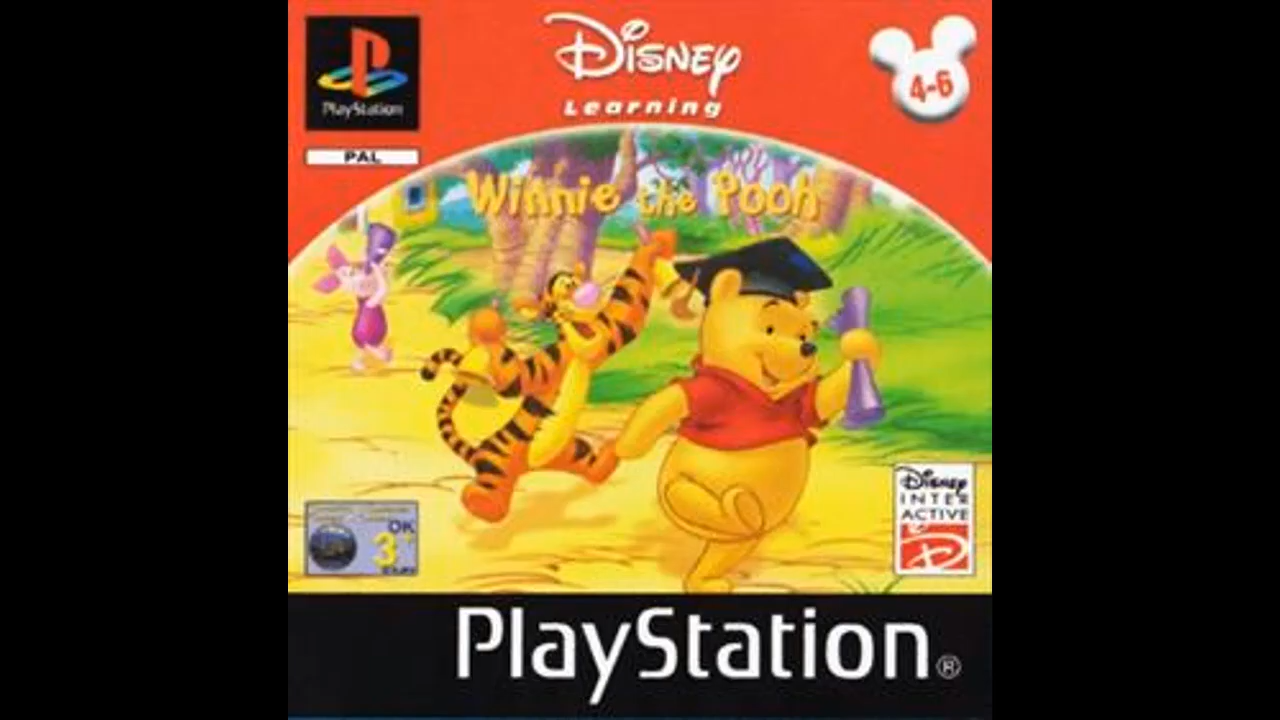 Disney
Learning
4-6
PlayStation
PAL
Winnie the Pooh
Disney
INTER
ACTIVE
OK
3+
PlayStation®